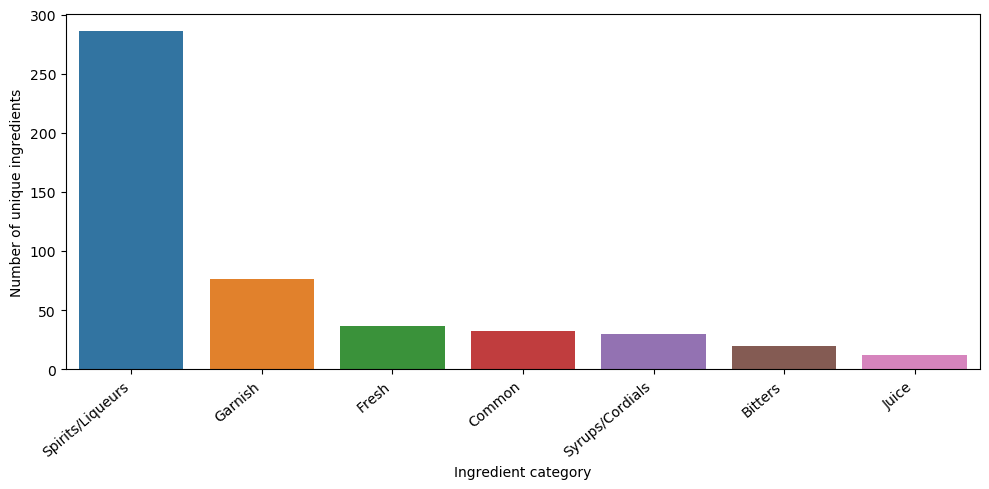 300
250
200
150
100
50
0
Number of unique ingredients
Spirits/Liqueurs
Garnish
Fresh
Common
Syrups/Cordials
Bitters
Juice
Ingredient category